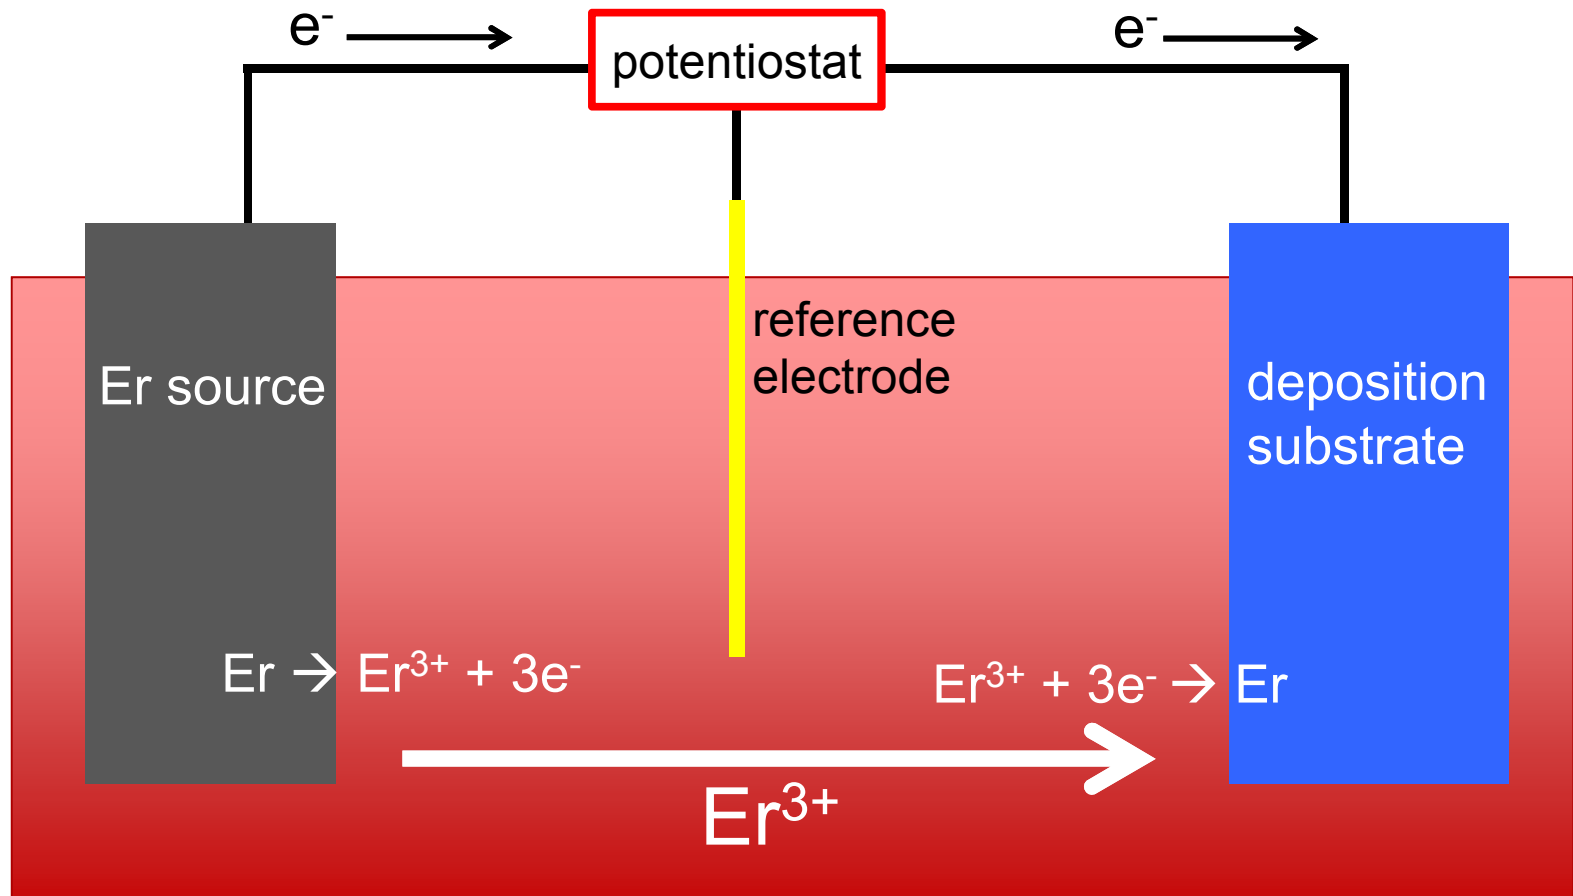 e⁻
e⁻
potentiostat
reference
electrode
Er source
deposition
substrate
Er → Er³⁺ + 3e⁻
Er³⁺ + 3e⁻ → Er
Er³⁺